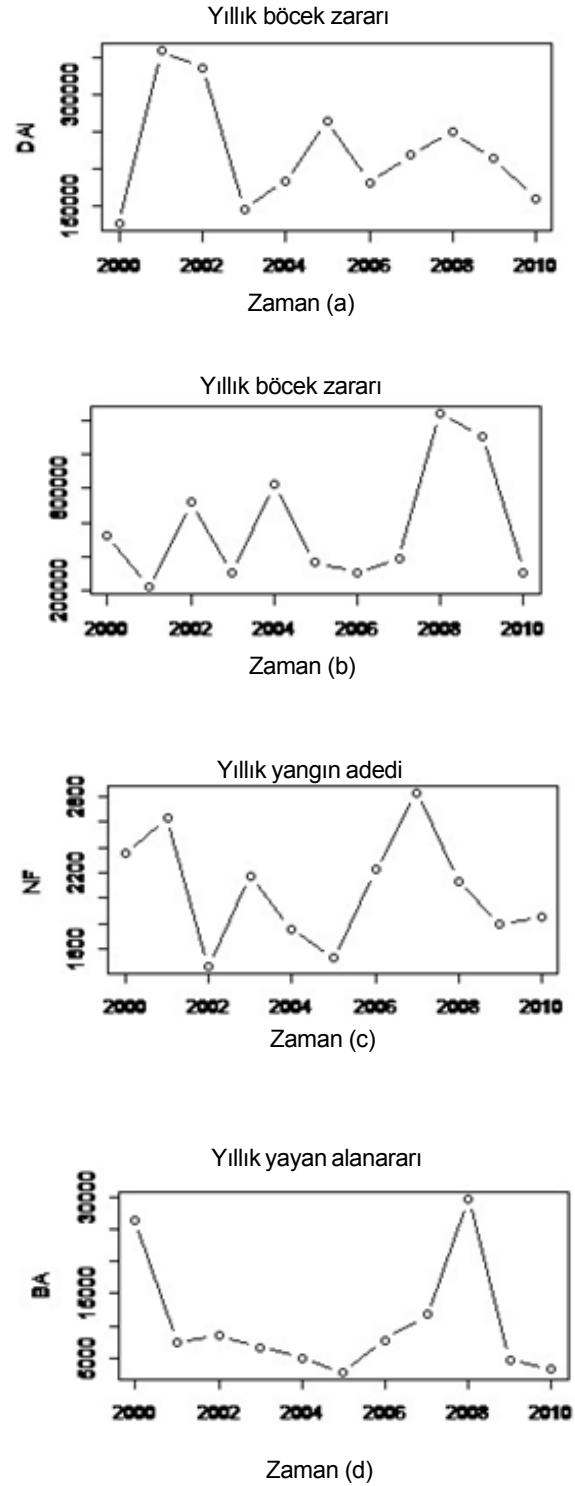 Yıllık böcek zararı
300000
150000
DAI
2000 2002 2004 2006 2008 2010
Zaman (a)
Yıllık böcek zararı
500000
200000
2000 2002 2004 2006 2008 2010
Zaman (b)
Yıllık yangın adedi
2800
2200
1600
NF
2000 2002 2004 2006 2008 2010
Zaman (c)
Yıllık yayan alanararı
30000
15000
5000
BA
2000 2002 2004 2006 2008 2010
Zaman (d)